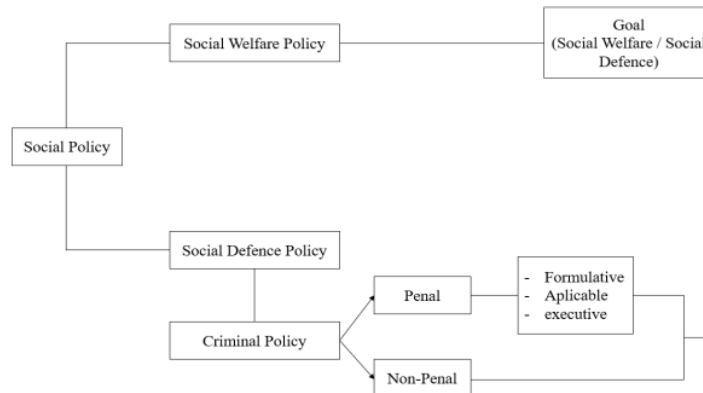 Goal
(Social Welfare / Social
Defence)
Social Welfare Policy
Social Policy
Social Defence Policy
Criminal Policy
Penal
- Formulative
- Aplicable
- executive
Non-Penal